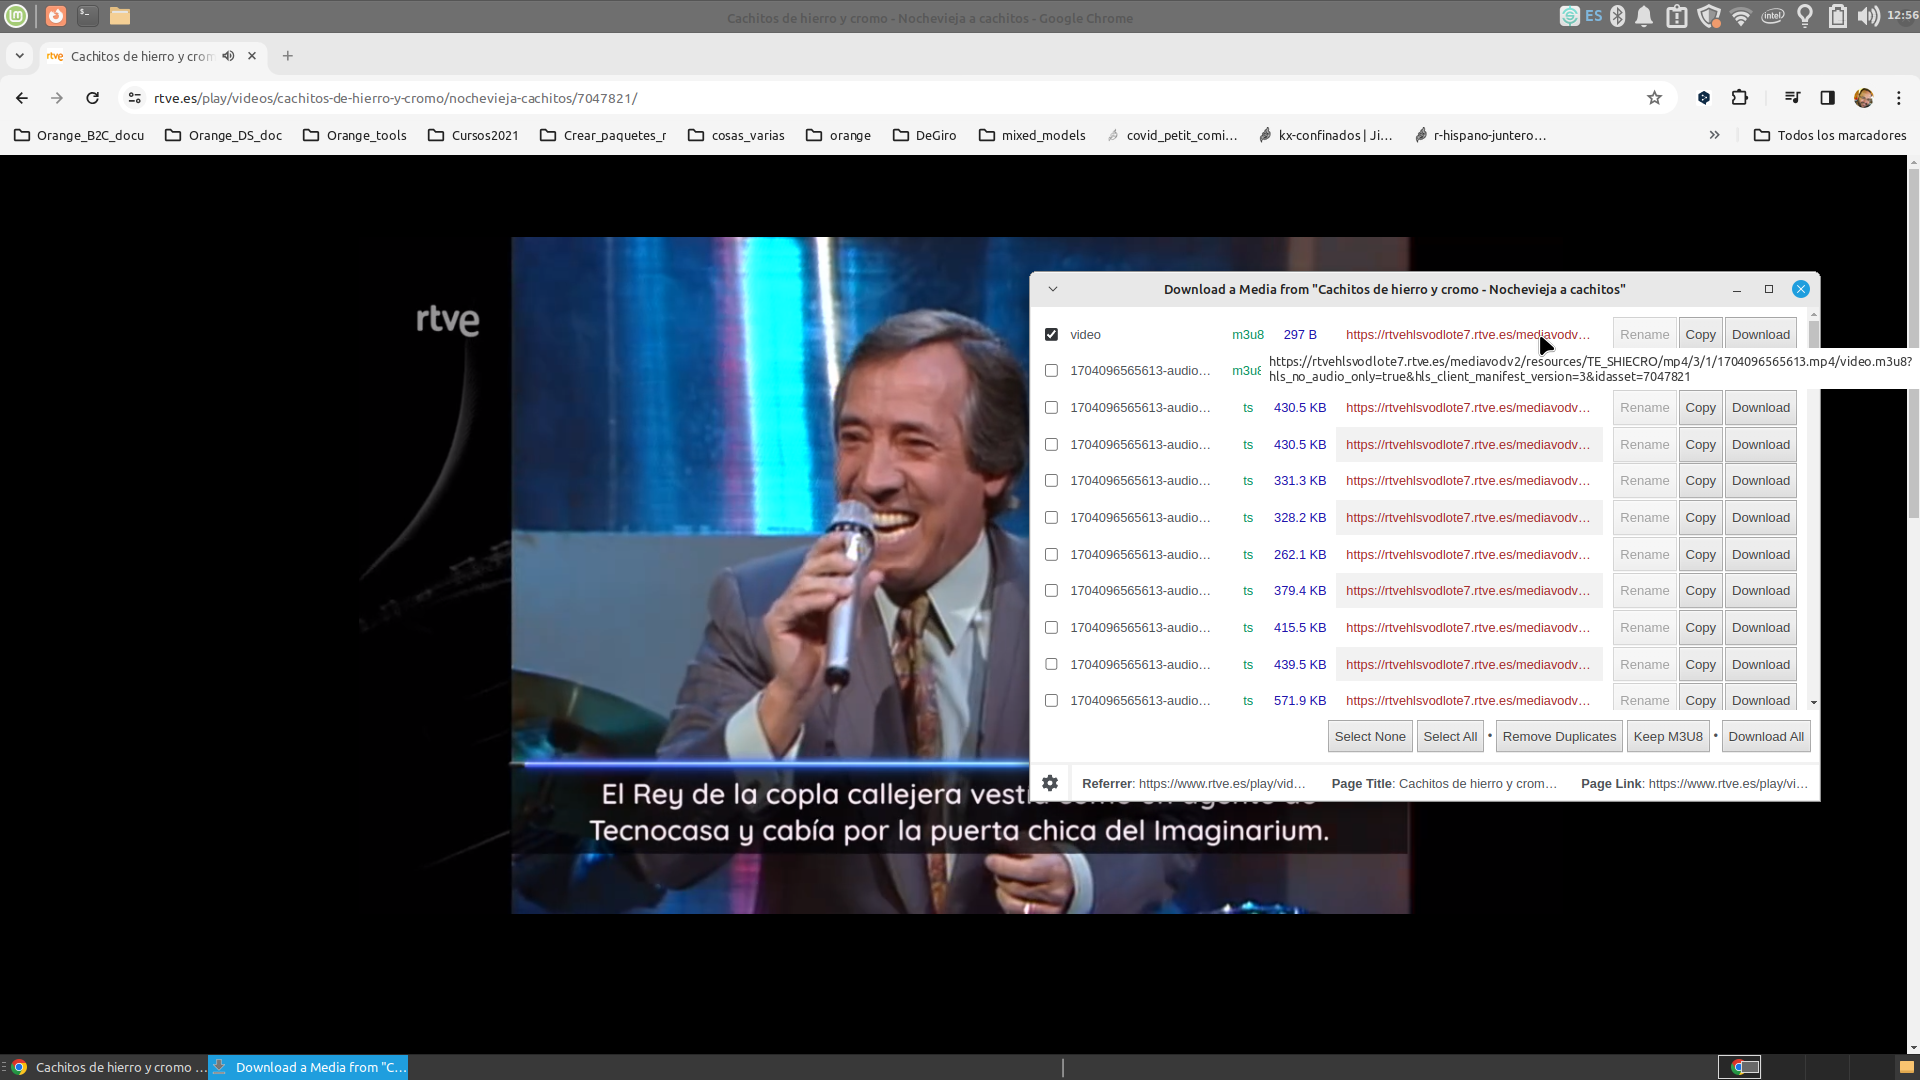 Cachitos de hierro y cromo - Nochevieja a cachitos - Google Chrome
ES
12:56
rtve Cachitos de hierro y crom
rtve.es/play/videos/cachitos-de-hierro-y-cromo/nochevieja-cachitos/7047821/
Orange_B2C_docu Orange_DS_doc Orange_tools Cursos2021 Crear_paquetes_r cosas_varias orange DeGiro mixed_models covid_petit_comi... kx-confinados | Ji... r-hispano-juntero... » Todos los marcadores
rtve
Download a Media from "Cachitos de hierro y cromo - Nochevieja a cachitos"
video m3u8 297 B https://rtvehlsvodlote7.rtve.es/mediavodv... Rename Copy Download
1704096565613-audio... m3u8
https://rtvehlsvodlote7.rtve.es/mediavodv2/resources/TE_SHIECRO/mp4/3/1/1704096565613.mp4/video.m3u8?
hls_no_audio_only=true&hls_client_manifest_version=3&idasset=7047821
1704096565613-audio... ts 430.5 KB https://rtvehlsvodlote7.rtve.es/mediavodv... Rename Copy Download
1704096565613-audio... ts 430.5 KB https://rtvehlsvodlote7.rtve.es/mediavodv... Rename Copy Download
1704096565613-audio... ts 331.3 KB https://rtvehlsvodlote7.rtve.es/mediavodv... Rename Copy Download
1704096565613-audio... ts 328.2 KB https://rtvehlsvodlote7.rtve.es/mediavodv... Rename Copy Download
1704096565613-audio... ts 262.1 KB https://rtvehlsvodlote7.rtve.es/mediavodv... Rename Copy Download
1704096565613-audio... ts 379.4 KB https://rtvehlsvodlote7.rtve.es/mediavodv... Rename Copy Download
1704096565613-audio... ts 415.5 KB https://rtvehlsvodlote7.rtve.es/mediavodv... Rename Copy Download
1704096565613-audio... ts 439.5 KB https://rtvehlsvodlote7.rtve.es/mediavodv... Rename Copy Download
1704096565613-audio... ts 571.9 KB https://rtvehlsvodlote7.rtve.es/mediavodv... Rename Copy Download
Select None Select All • Remove Duplicates Keep M3U8 • Download All
Referrer: https://www.rtve.es/play/vid... Page Title: Cachitos de hierro y crom... Page Link: https://www.rtve.es/play/vi...
El Rey de la copla callejera vestía como un agente de
Tecnocasa y cabía por la puerta chica del Imaginarium.
Cachitos de hierro y cromo ... Download a Media from "C...